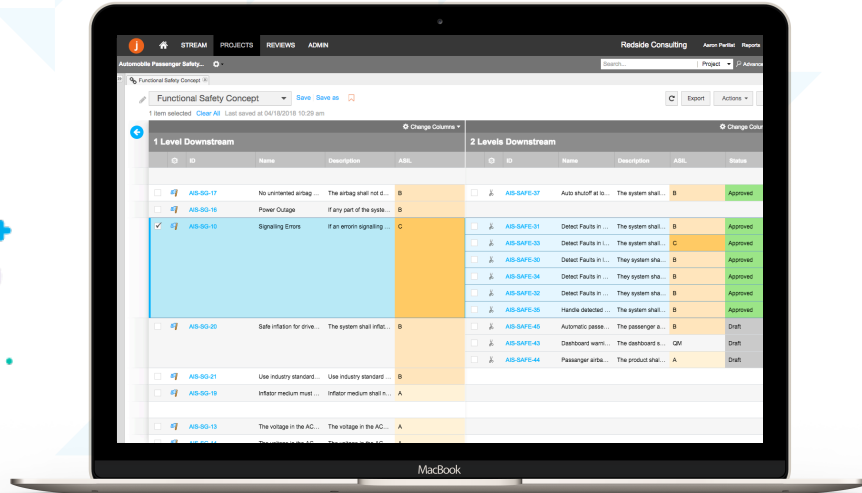 j STREAM PROJECTS REVIEWS ADMIN Redside Consulting Aaron Perillat Reports
Automobile Passenger Safety... Search... Project Advance
Functional Safety Concept
Functional Safety Concept Save Save as Export Actions
1 item selected Clear All Last saved at 04/18/2018 10:29 am
Change Columns Change Colum
1 Level Downstream 2 Levels Downstream
ID Name Description ASIL ID Name Description ASIL Status
AIS-SG-17 No unintented airbag ... The airbag shall not d... B AIS-SAFE-37 Auto shutoff at lo... The system shall... B Approved
AIS-SG-16 Power Outage If any part of the syste... B
AIS-SG-10 Signalling Errors If an errorin signalling ... C AIS-SAFE-31 Detect Faults in ... The system shall... B Approved
AIS-SAFE-33 Detect Faults in i... The system shall... C Approved
AIS-SAFE-30 Detect Faults in l... They system sha... B Approved
AIS-SAFE-34 Detect Faults in ... They system sha... B Approved
AIS-SAFE-32 Detect Faults in ... They system sha... B Approved
AIS-SAFE-35 Handle detected ... The system shall... B Approved
AIS-SG-20 Safe inflation for drive... The system shall inflat... B AIS-SAFE-45 Automatic passe... The passenger a... B Draft
AIS-SAFE-43 Dashboard warni... The dashboard s... QM Draft
AIS-SAFE-44 Passanger airba... The product shal... A Draft
AIS-SG-21 Use industry standard... Use industry standard ... B
AIS-SG-19 Inflator medium must ... Inflator medium shall n... A
AIS-SG-13 The voltage in the AC... The voltage in the AC... A
MacBook